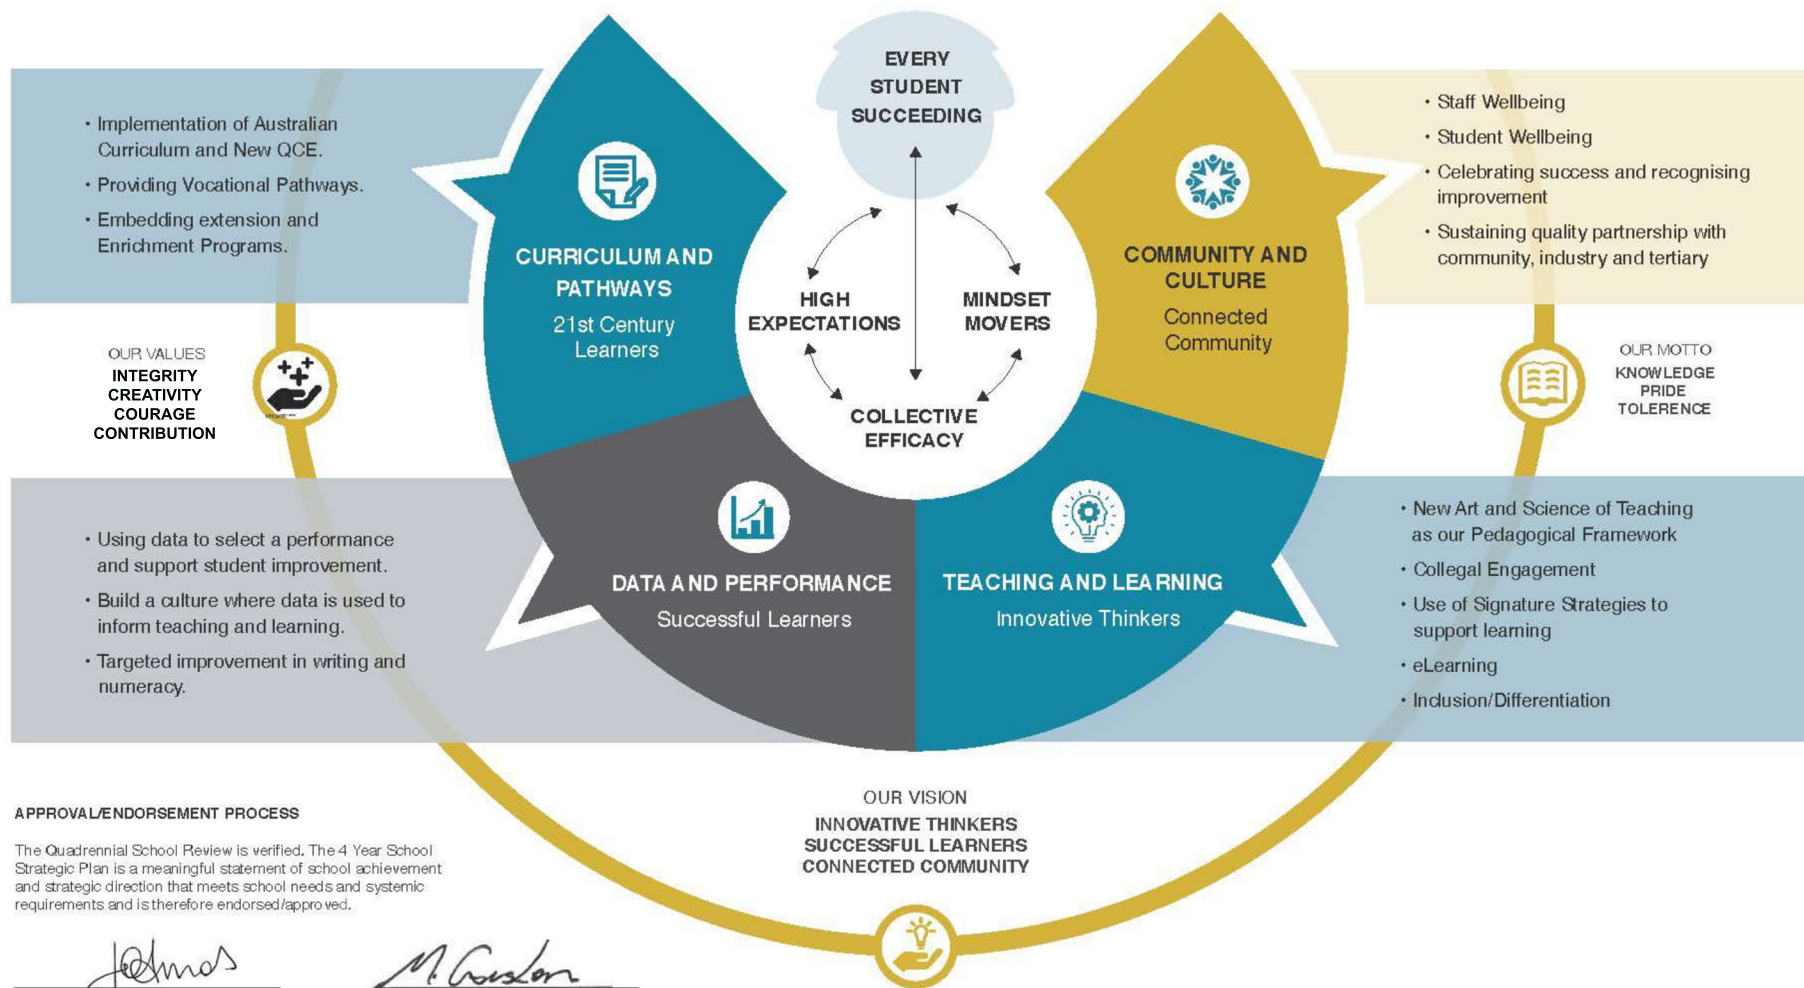 EVERY
STUDENT
SUCCEEDING
• Implementation of Australian
Curriculum and New QCE.
• Providing Vocational Pathways.
• Embedding extension and
Enrichment Programs.
CURRICULUM AND
PATHWAYS
21st Century
Learners
HIGH
EXPECTATIONS
MINDSET
MOVERS
COLLECTIVE
EFFICACY
COMMUNITY AND
CULTURE
Connected
Community
• Staff Wellbeing
• Student Wellbeing
• Celebrating success and recognising
improvement
• Sustaining quality partnership with
community, industry and tertiary
OUR VALUES
INTEGRITY
CREATIVITY
COURAGE
CONTRIBUTION
OUR MOTTO
KNOWLEDGE
PRIDE
TOLERENCE
• Using data to select a performance
and support student improvement.
• Build a culture where data is used to
inform teaching and learning.
• Targeted improvement in writing and
numeracy.
DATA AND PERFORMANCE
Successful Learners
TEACHING AND LEARNING
Innovative Thinkers
• New Art and Science of Teaching
as our Pedagogical Framework
• Collegal Engagement
• Use of Signature Strategies to
support learning
• eLearning
• Inclusion/Differentiation
OUR VISION
INNOVATIVE THINKERS
SUCCESSFUL LEARNERS
CONNECTED COMMUNITY
APPROVAL/ENDORSEMENT PROCESS
The Quadrennial School Review is verified. The 4 Year School
Strategic Plan is a meaningful statement of school achievement
and strategic direction that meets school needs and systemic
requirements and is therefore endorsed/approved.